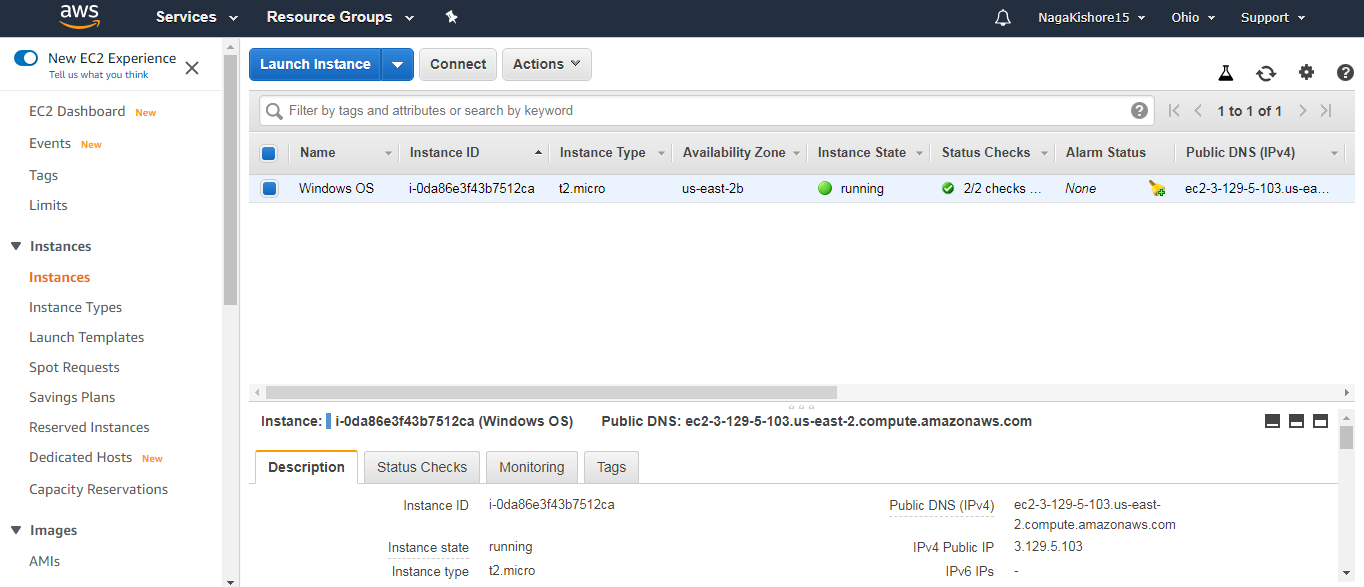 aws Services Resource Groups NagaKishore15 Ohio Support
New EC2 Experience
Tell us what you think
EC2 Dashboard New
Events New
Tags
Limits
Instances
Instances
Instance Types
Launch Templates
Spot Requests
Savings Plans
Reserved Instances
Dedicated Hosts New
Capacity Reservations
Images
AMIs
Launch Instance Connect Actions
Filter by tags and attributes or search by keyword
1 to 1 of 1
Name Instance ID Instance Type Availability Zone Instance State Status Checks Alarm Status Public DNS (IPv4)
Windows OS i-0da86e3f43b7512ca t2.micro us-east-2b running 2/2 checks ... None ec2-3-129-5-103.us-ea...
Instance: i-0da86e3f43b7512ca (Windows OS) Public DNS: ec2-3-129-5-103.us-east-2.compute.amazonaws.com
Description Status Checks Monitoring Tags
Instance ID i-0da86e3f43b7512ca Public DNS (IPv4) ec2-3-129-5-103.us-east-
2.compute.amazonaws.com
Instance state running IPv4 Public IP 3.129.5.103
Instance type t2.micro IPv6 IPs -